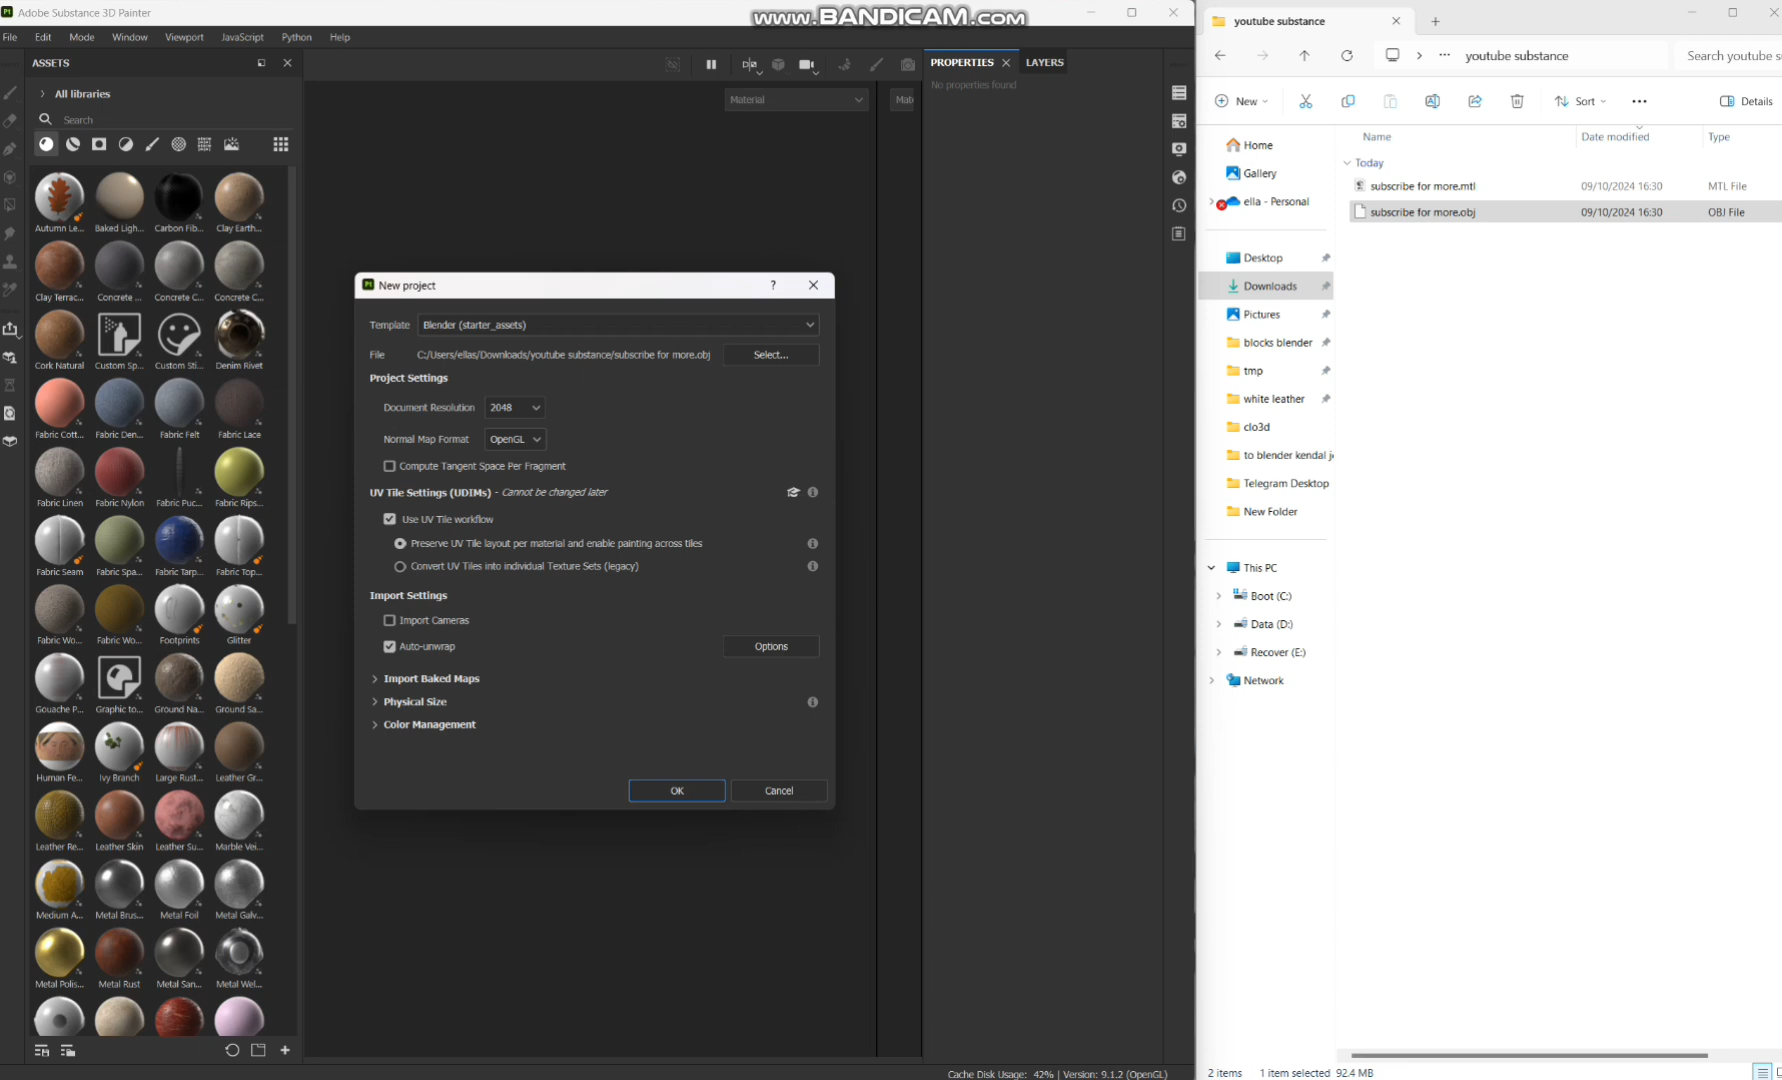 Adobe Substance 3D Painter
www.BANDICAM.com
File Edit Mode Window Viewport JavaScript Python Help
ASSETS
All libraries
Search
Autumn Le... Baked Ligh... Carbon Fib... Clay Earth...
Clay Terrac... Concrete ... Concrete C... Concrete C...
Cork Natural Custom Sp... Custom Sti... Denim Rivet
Fabric Cott... Fabric Den... Fabric Felt Fabric Lace
Fabric Linen Fabric Nylon Fabric Puc... Fabric Rips...
Fabric Seam Fabric Spa... Fabric Tarp... Fabric Top...
Fabric Wo... Fabric Wo... Footprints Glitter
Gouache P... Graphic to... Ground Na... Ground Sa...
Human Fe... Ivy Branch Large Rust... Leather Gr...
Leather Re... Leather Skin Leather Su... Marble Vei...
Medium A... Metal Brus... Metal Foil Metal Galv...
Metal Polis... Metal Rust Metal San... Metal Wel...
Material
Mat
PROPERTIES LAYERS
No properties found
New project
?
Template Blender (starter_assets)
File C:/Users/ellas/Downloads/youtube substance/subscribe for more.obj Select...
Project Settings
Document Resolution 2048
Normal Map Format OpenGL
Compute Tangent Space Per Fragment
UV Tile Settings (UDIMs) - Cannot be changed later
Use UV Tile workflow
Preserve UV Tile layout per material and enable painting across tiles
Convert UV Tiles into individual Texture Sets (legacy)
Import Settings
Import Cameras
Auto-unwrap Options
Import Baked Maps
Physical Size
Color Management
OK Cancel
Cache Disk Usage: 42% | Version: 9.1.2 (OpenGL)
youtube substance
youtube substance
Search youtube s
New Sort Details
Name Date modified Type
Today
subscribe for more.mtl 09/10/2024 16:30 MTL File
subscribe for more.obj 09/10/2024 16:30 OBJ File
Home
Gallery
ella - Personal
Desktop
Downloads
Pictures
blocks blender
tmp
white leather
clo3d
to blender kendal je
Telegram Desktop
New Folder
This PC
Boot (C:)
Data (D:)
Recover (E:)
Network
2 items 1 item selected 92.4 MB